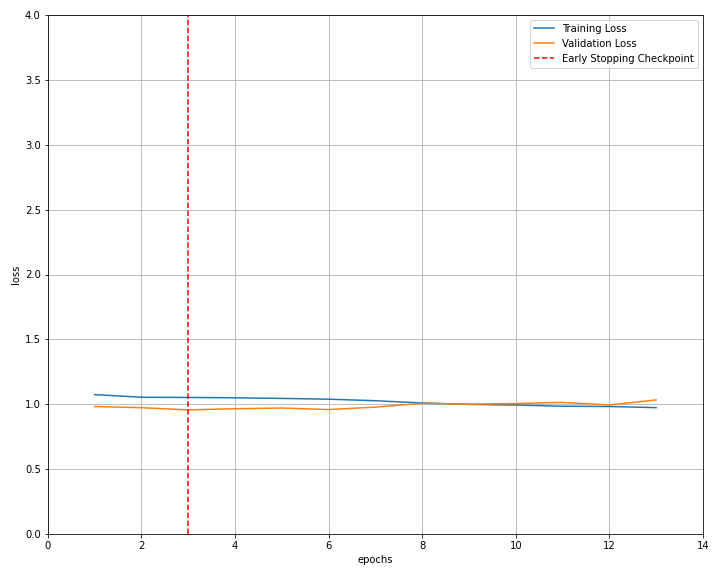 4.0
3.5
3.0
2.5
2.0
1.5
1.0
0.5
0.0
loss
0 2 4 6 8 10 12 14
epochs
Training Loss
Validation Loss
Early Stopping Checkpoint